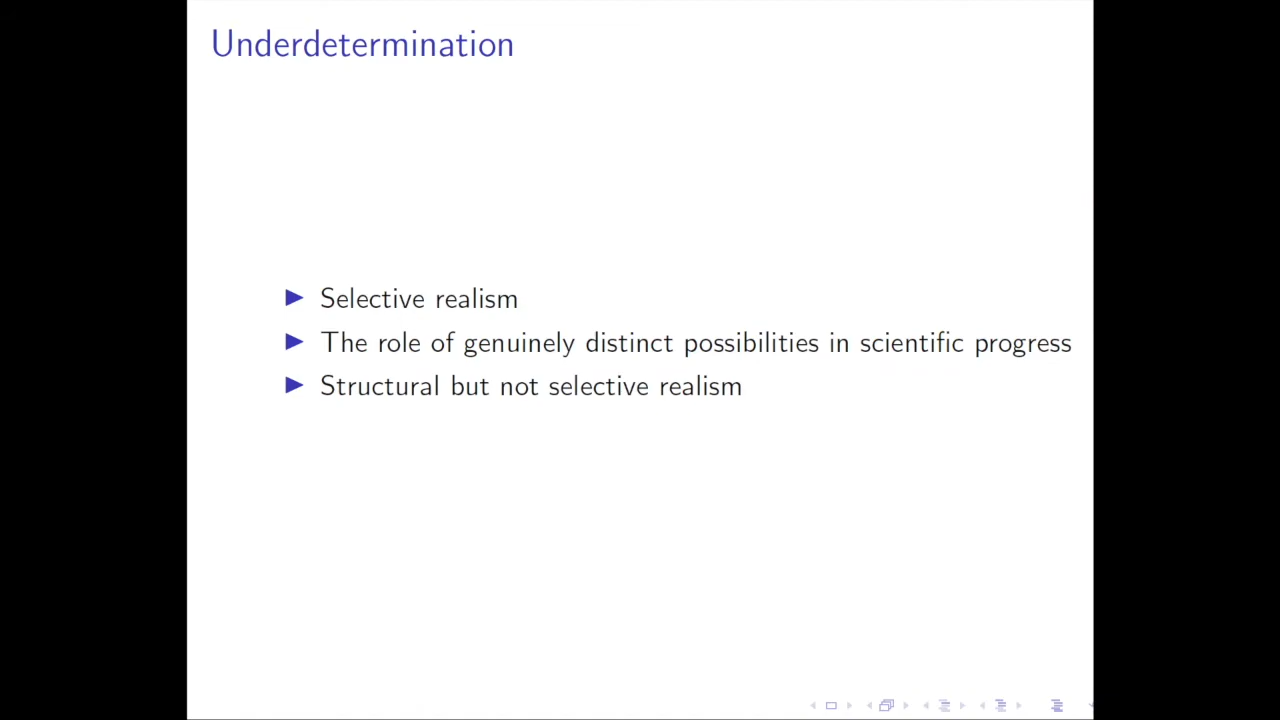 Underdetermination
Selective realism
The role of genuinely distinct possibilities in scientific progress
Structural but not selective realism